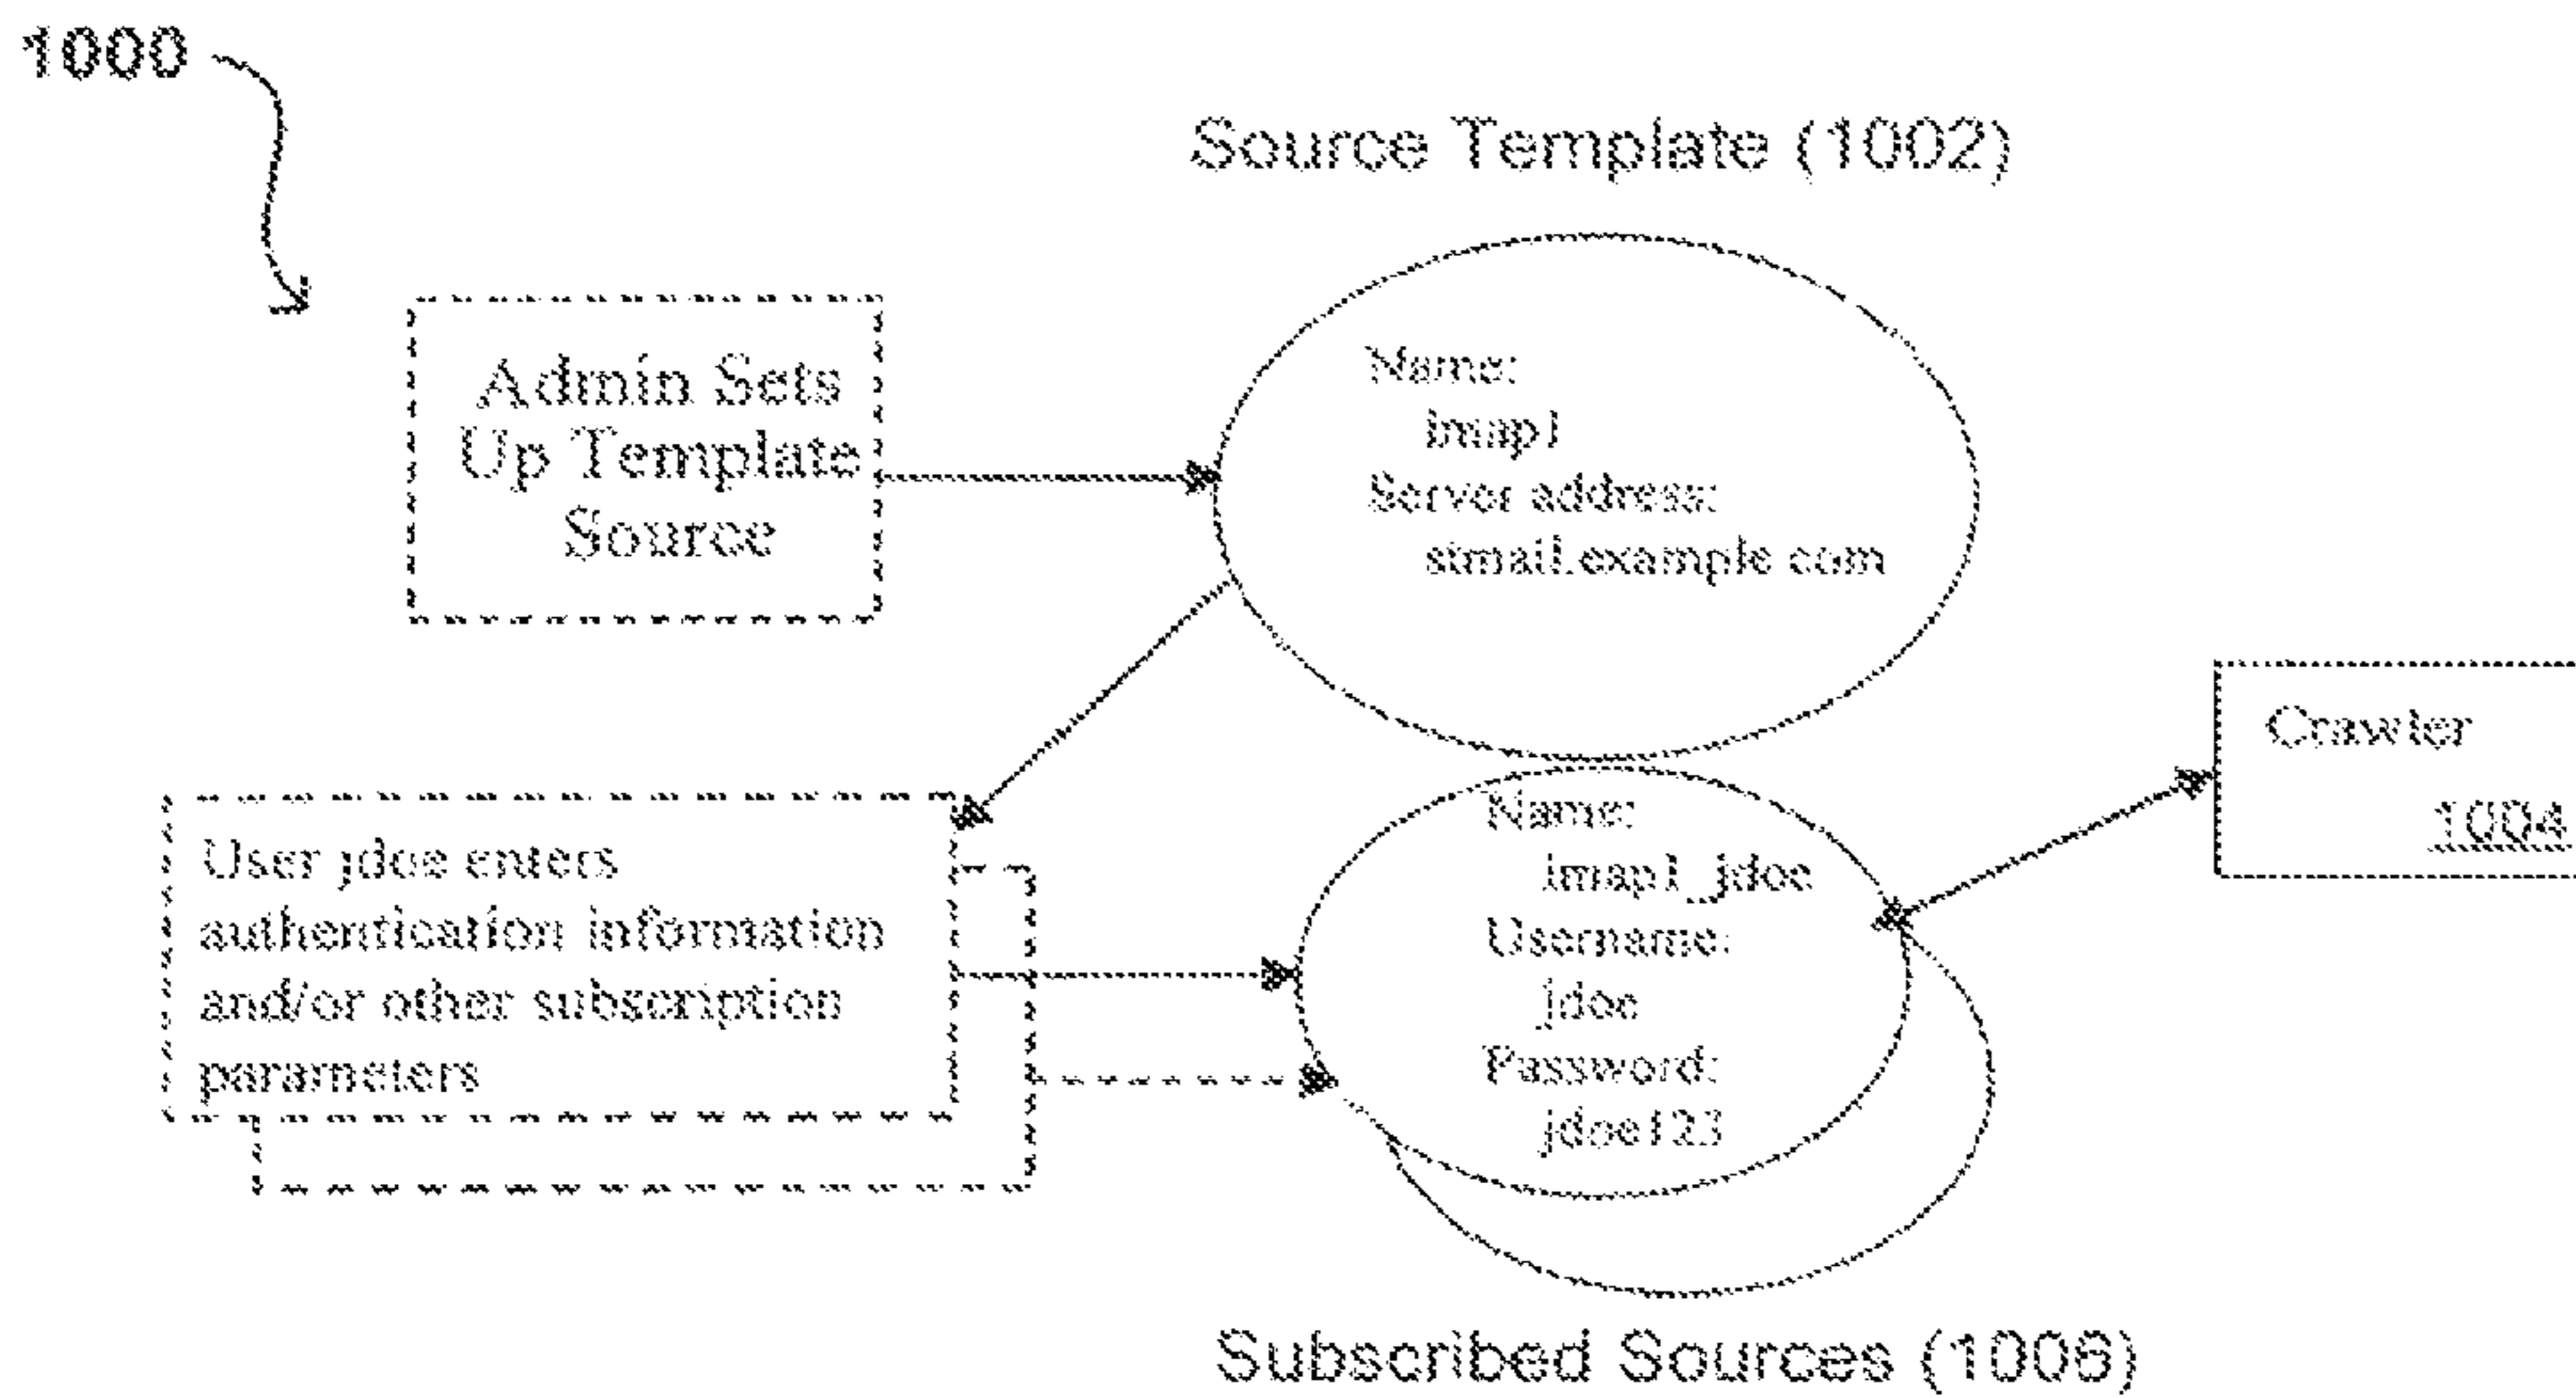 1000
Source Template (1002)
Admin Sets
Up Template
Source
Name:
imap1
Server address:
stmail.example.com
Crawler
1004
User jdoe enters
authentication information
and/or other subscription
parameters
Name:
imap1_jdoe
Username:
jdoe
Password:
jdoe123
Subscribed Sources (1006)